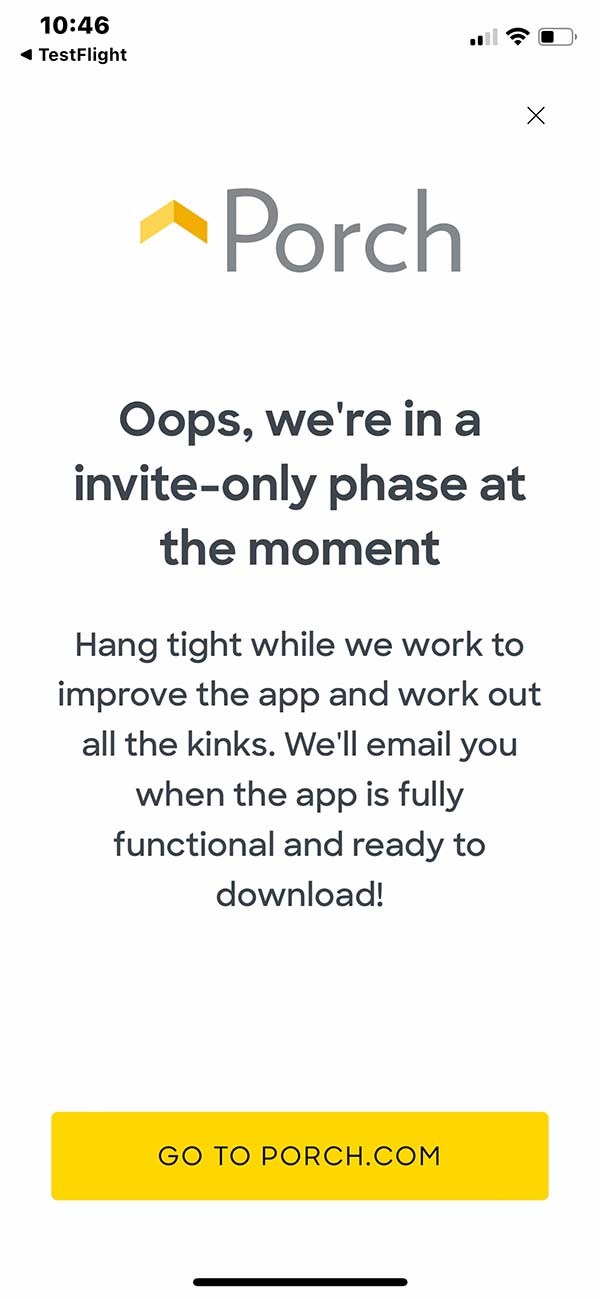 10:46
TestFlight
Porch
Oops, we're in a
invite-only phase at
the moment
Hang tight while we work to
improve the app and work out
all the kinks. We'll email you
when the app is fully
functional and ready to
download!
GO TO PORCH.COM